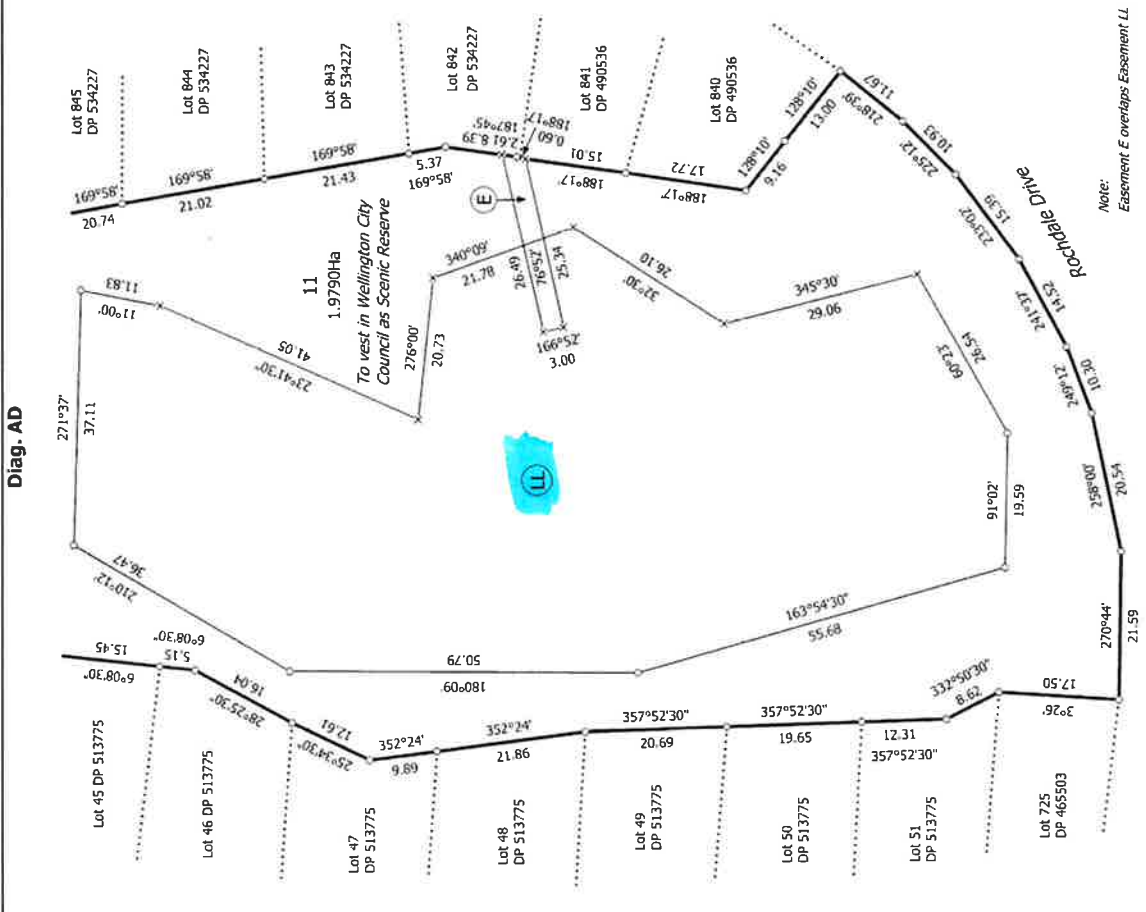 Diag. AD
271°37'
37.11
11.83
11°00'
41.05
23°41'30"
36.47
210°12'
169°58'
20.74
169°58'
21.02
169°58'
21.43
5.37
169°58'
Lot 845
DP 534227
Lot 844
DP 534227
Lot 843
DP 534227
Lot 842
DP 534227
Lot 841
DP 490536
Lot 840
DP 490536
11
1.9790Ha
To vest in Wellington City
Council as Scenic Reserve
276°00'
20.73
340°09'
21.78
E
26.49
76°52'
25.34
166°52'
3.00
2.61
8.39
187°45'
0.60
188°17'
15.01
188°17'
17.72
188°17'
128°10'
9.16
128°10'
13.00
32°30'
26.10
345°30'
29.06
60°23'
26.54
91°02'
19.59
163°54'30"
55.68
180°09'
50.79
LL
15.45
6°08'30"
5.15
6°08'30"
16.04
28°25'30"
12.61
25°34'30"
352°24'
9.89
352°24'
21.86
357°52'30"
20.69
357°52'30"
19.65
12.31
357°52'30"
332°50'30"
8.62
17.50
3°26'
270°44'
21.59
258°00'
20.54
249°12'
10.30
241°37'
14.52
233°02'
15.39
225°12'
10.93
218°39'
11.67
Rochdale Drive
Lot 45 DP 513775
Lot 46 DP 513775
Lot 47
DP 513775
Lot 48
DP 513775
Lot 49
DP 513775
Lot 50
DP 513775
Lot 51
DP 513775
Lot 725
DP 465503
Note:
Easement E overlaps Easement LL